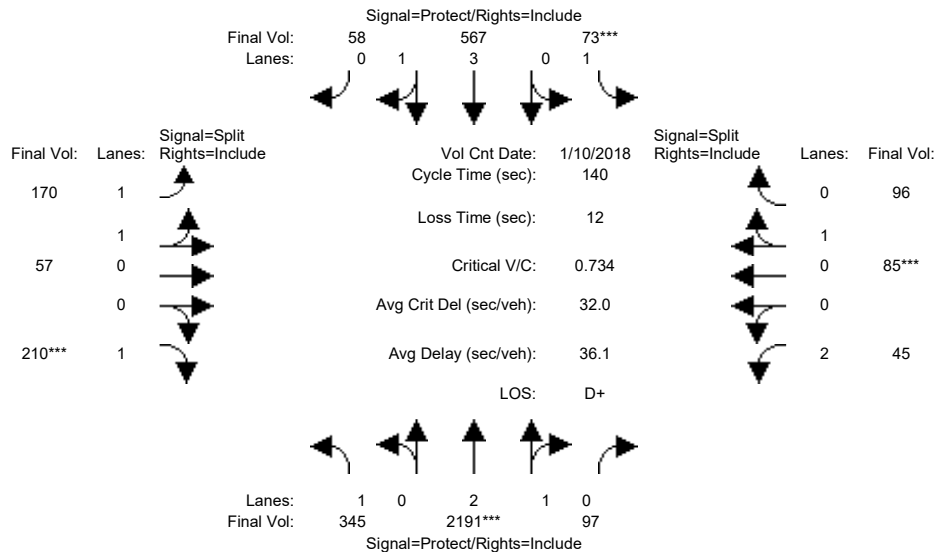 Signal=Protect/Rights=Include
Final Vol: 58 567 73***
Lanes: 0 1 3 0 1
Signal=Split
Final Vol: Lanes: Rights=Include
Vol Cnt Date: 1/10/2018
Signal=Split
Rights=Include Lanes: Final Vol:
Cycle Time (sec): 140
170 1
0 96
Loss Time (sec): 12
1
1
57 0
Critical V/C: 0.734
0 85***
0
Avg Crit Del (sec/veh): 32.0
0
210*** 1
Avg Delay (sec/veh): 36.1
2 45
LOS: D+
Lanes: 1 0 2 1 0
Final Vol: 345 2191*** 97
Signal=Protect/Rights=Include